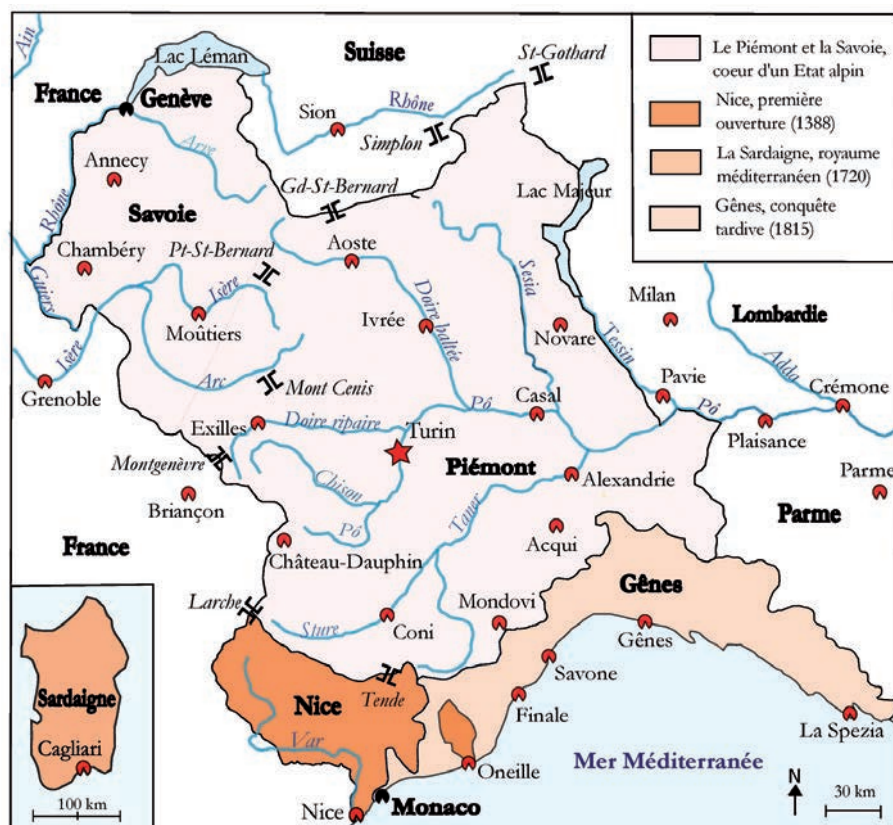 Ain
Lac Léman
Suisse
St-Gothard
France
Genève
Sion
Rhône
Simplon
Arve
Annecy
Gd-St-Bernard
Lac Majeur
Rhône
Savoie
Pt-St-Bernard
Aoste
Chambéry
Guiers
Isère
Doire baltée
Sesia
Milan
Lombardie
Moûtiers
Ivrée
Novare
Tessin
Adda
Isère
Grenoble
Arc
Mont Cenis
Casal
Pavie
Pô
Crémone
Exilles
Doire ripaire
Pô
Turin
Plaisance
Montgenèvre
Piémont
Alexandrie
Chison
Taner
Parme
Briançon
Pô
Acqui
Parme
France
Château-Dauphin
Gênes
Larche
Mondovi
Sture
Coni
Gênes
Savone
Nice
Tende
Finale
La Spezia
Var
Oneille
Mer Méditerranée
Monaco
Nice
N
30 km
Sardaigne
Cagliari
100 km
Le Piémont et la Savoie,
coeur d'un Etat alpin
Nice, première
ouverture (1388)
La Sardaigne, royaume
méditerranéen (1720)
Gênes, conquête
tardive (1815)